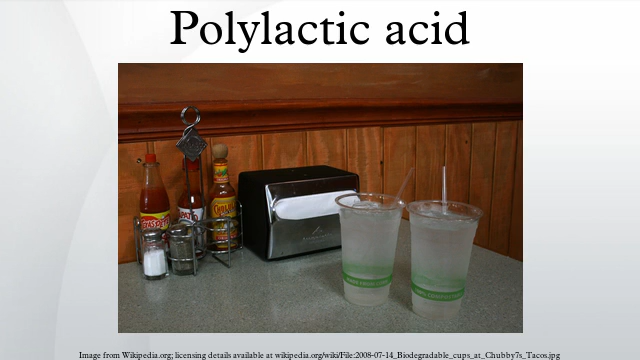 Polylactic acid
Image from Wikipedia.org; licensing details available at wikipedia.org/wiki/File:2008-07-14_Biodegradable_cups_at_Chubby7s_Tacos.jpg